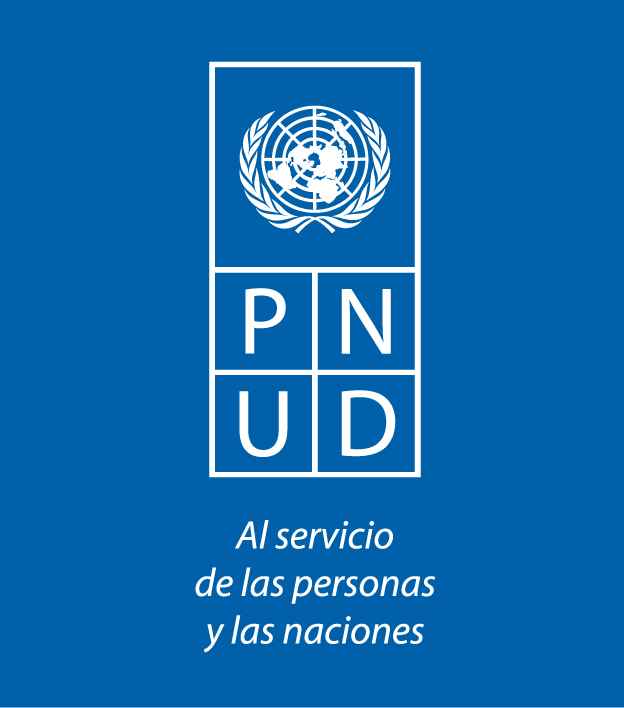 P N
U D
Al servicio
de las personas
y las naciones